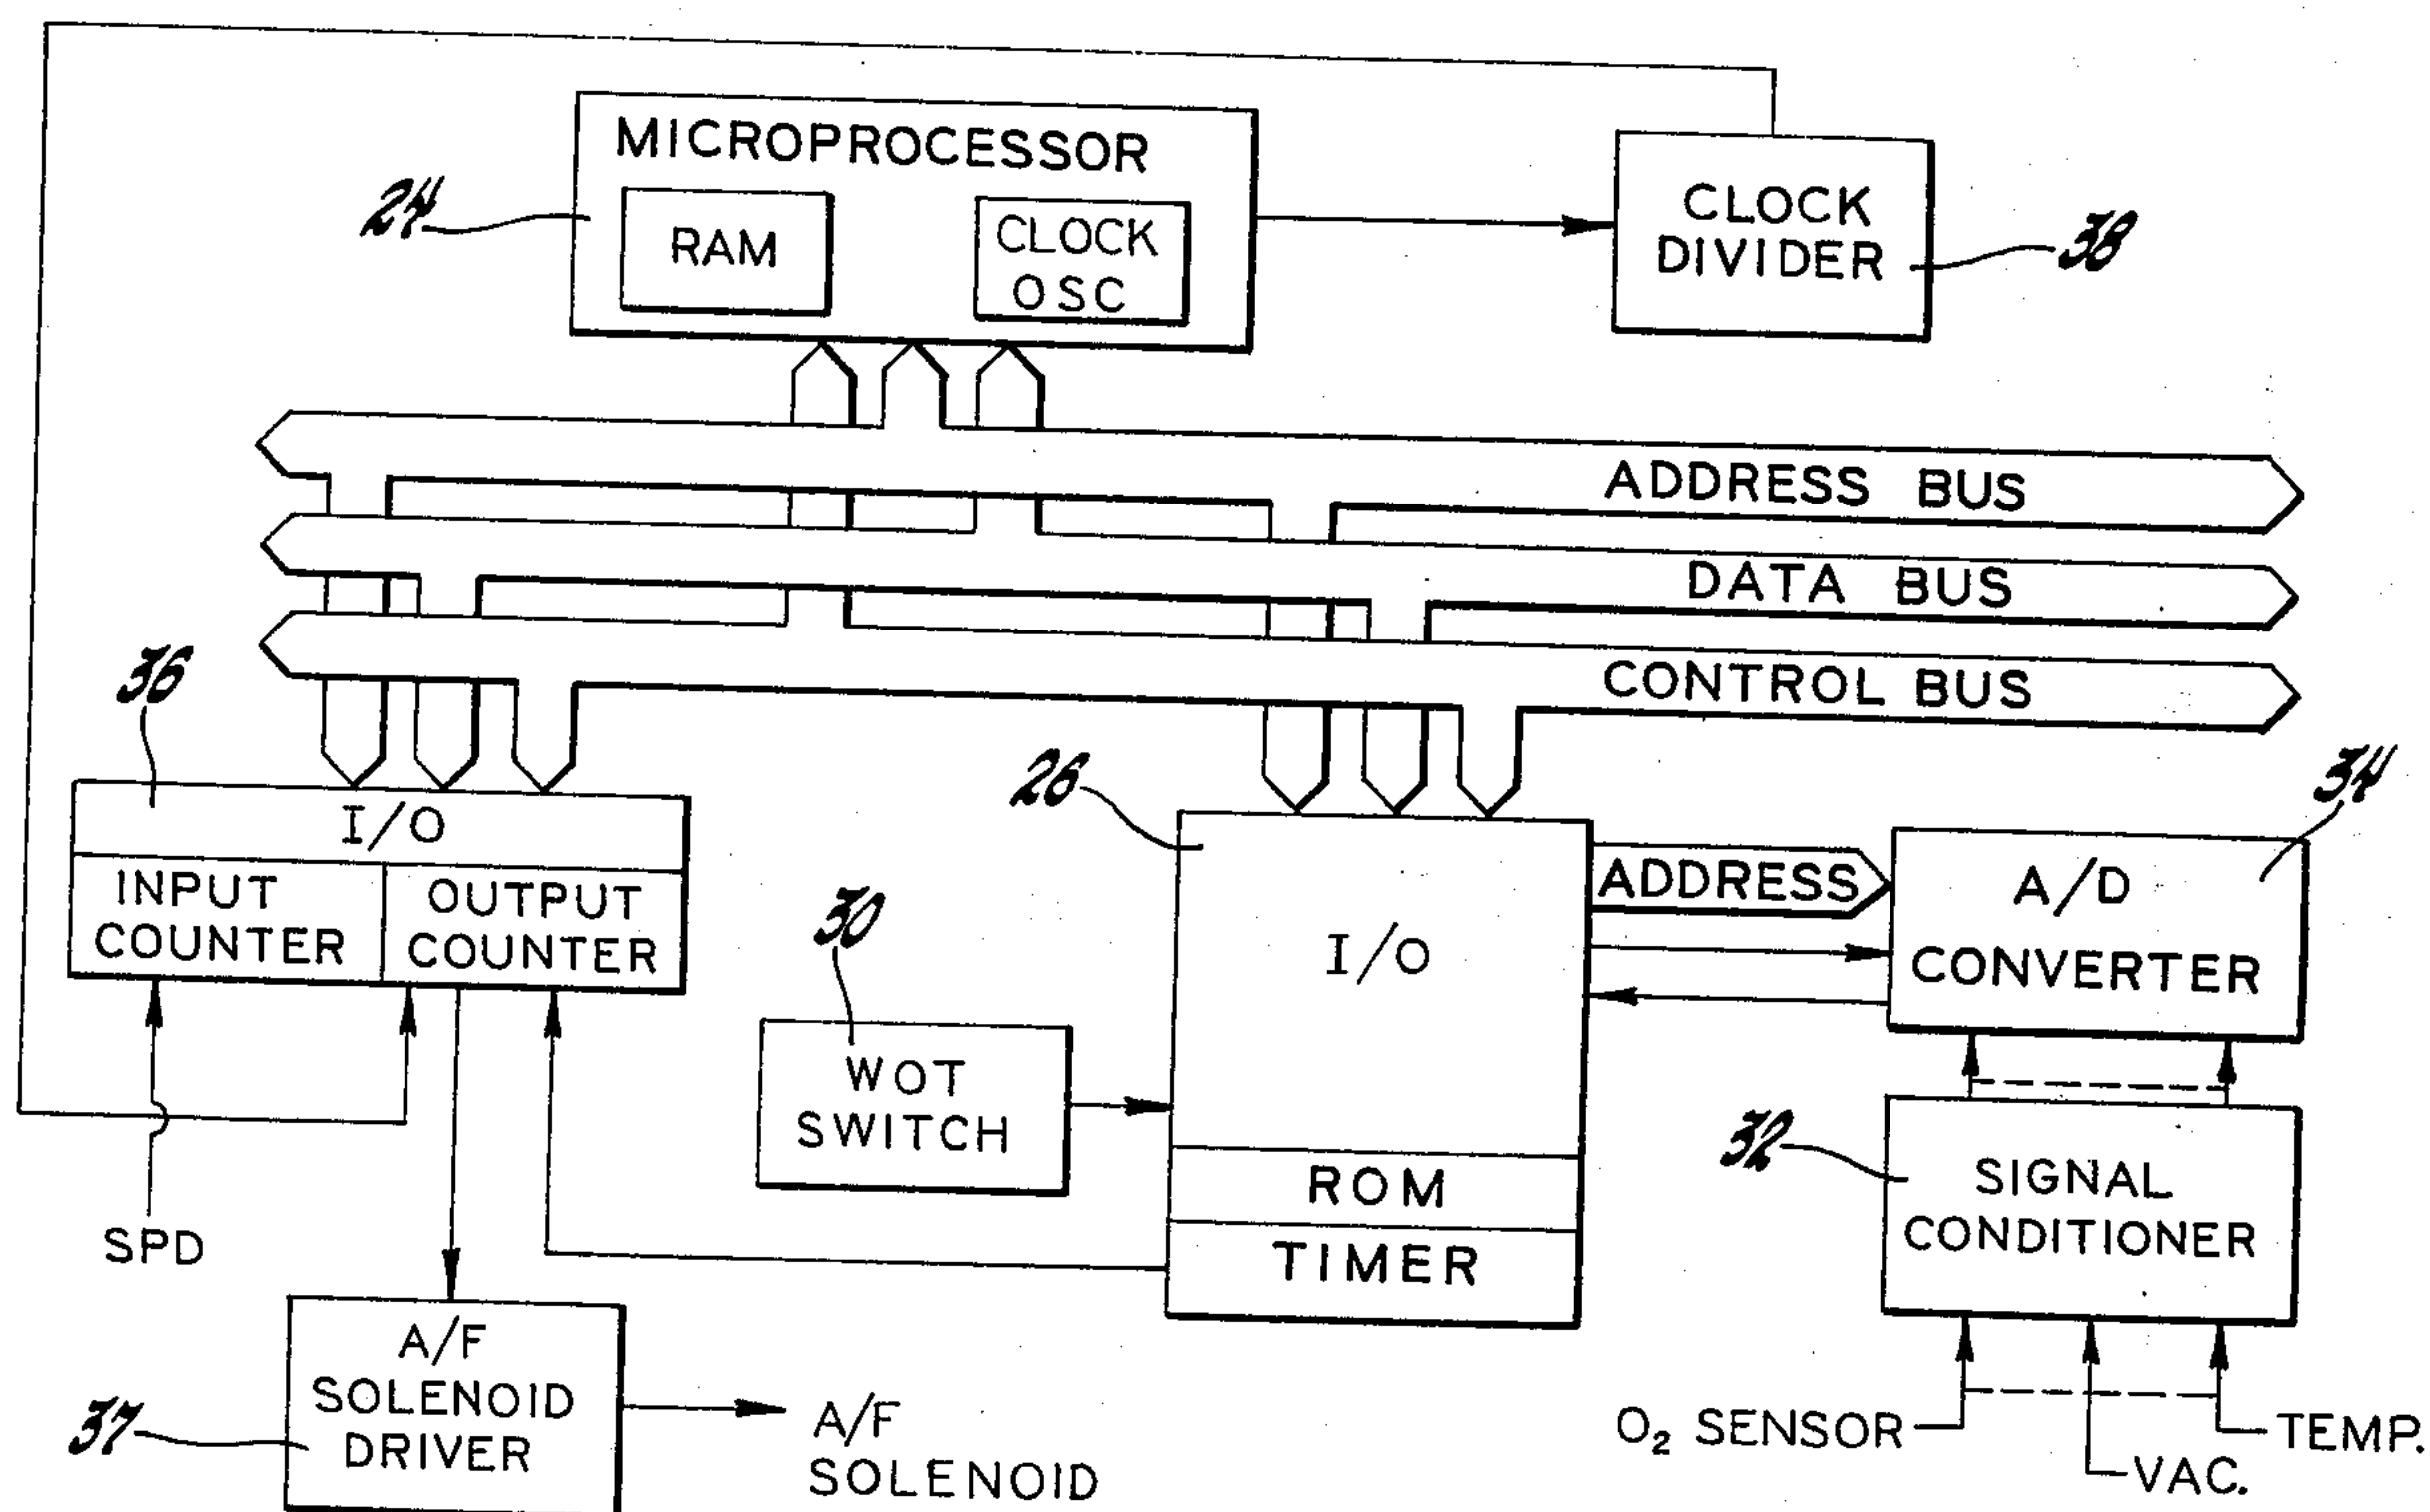 MICROPROCESSOR
24
RAM
CLOCK
OSC
CLOCK
DIVIDER
38
ADDRESS BUS
DATA BUS
CONTROL BUS
36
I/O
INPUT
COUNTER
OUTPUT
COUNTER
26
I/O
ROM
TIMER
ADDRESS
34
A/D
CONVERTER
30
WOT
SWITCH
32
SIGNAL
CONDITIONER
SPD
37
A/F
SOLENOID
DRIVER
A/F
SOLENOID
O₂ SENSOR
VAC.
TEMP.